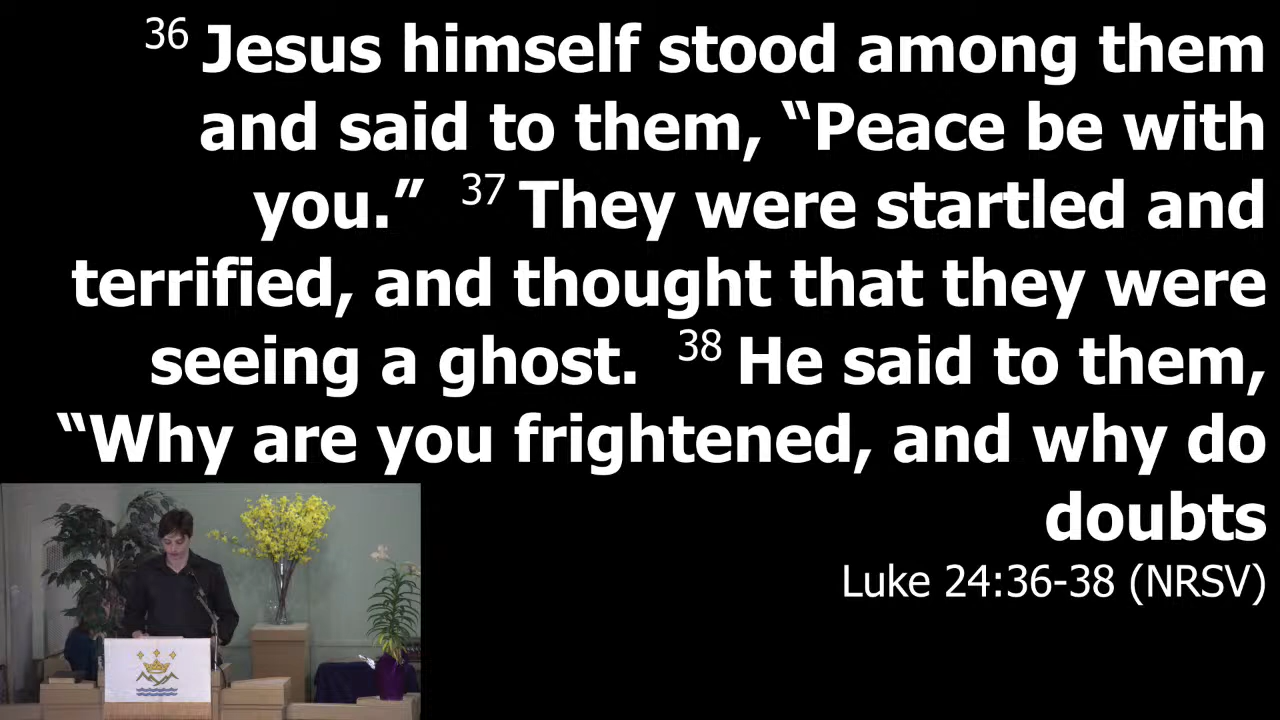 36 Jesus himself stood among them
and said to them, “Peace be with
you.” 37 They were startled and
terrified, and thought that they were
seeing a ghost. 38 He said to them,
“Why are you frightened, and why do
doubts
Luke 24:36-38 (NRSV)